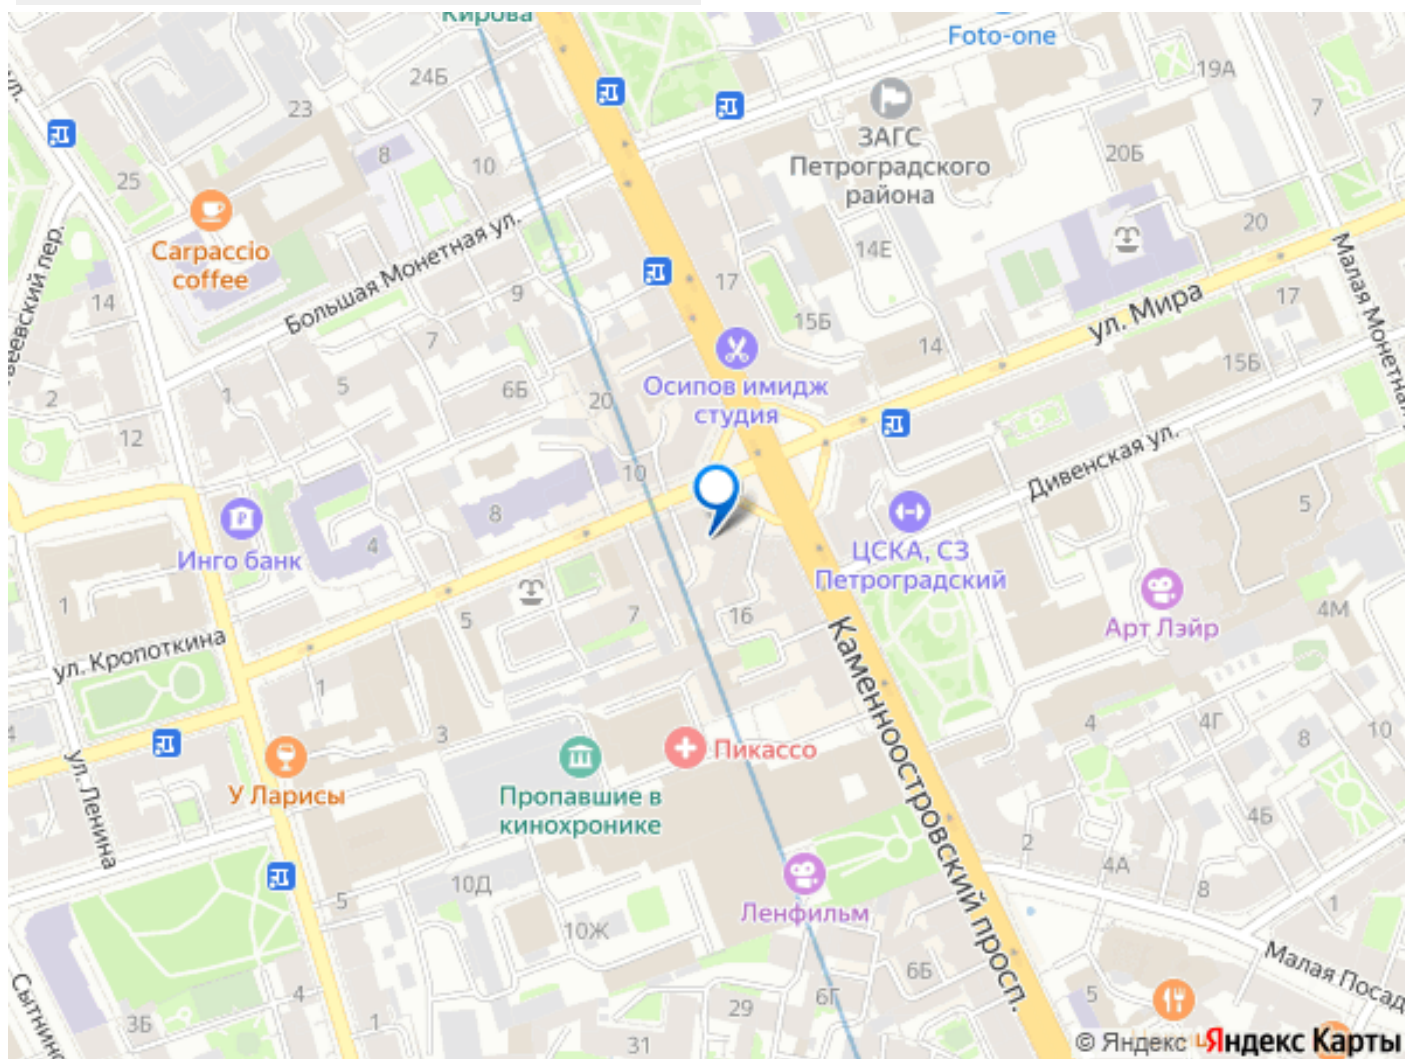 Кирова
Foto-one
24Б
19А
23
7
ЗАГС
Петроградского
района
8
10
20Б
25
Carpaccio
coffee
Большая Монетная ул.
14Е
20
14
9
17
15Б
17
ул. Мира
Малая Монетная
7
14
15Б
1
5
6Б
20
Осипов имидж
студия
2
12
Дивенская ул.
10
8
5
Инго банк
4
ЦСКА, СЗ
Петроградский
1
5
7
16
Арт Лэйр
4М
ул. Кропоткина
1
Каменноостровский просп.
4
4Г
10
4
3
8
Пикассо
ул. Ленина
У Ларисы
Пропавшие в
кинохронике
4Б
2
4А
10Д
8
5
Ленфильм
1
10Ж
6Б
Малая Посад
4
29
6Г
5
3Б
1
31
© Яндекс
Яндекс Карты